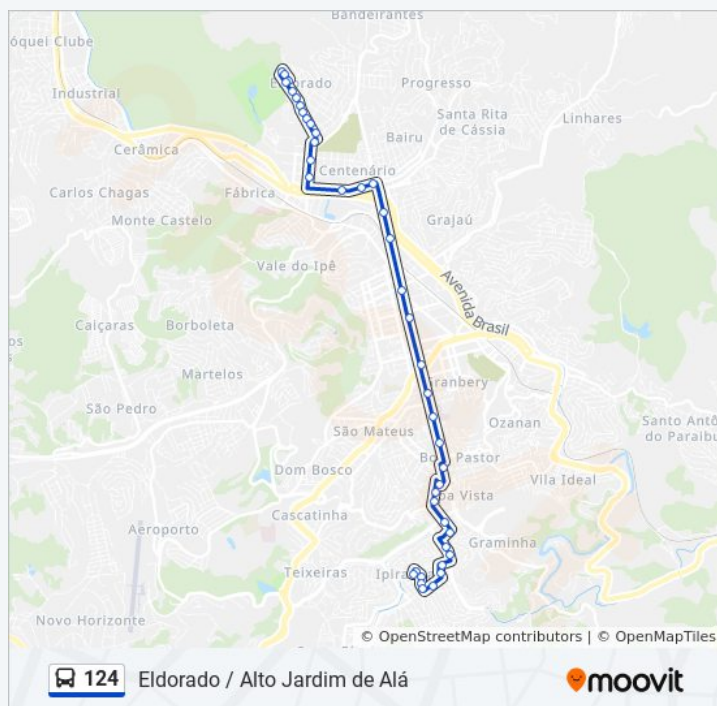 Bandeirantes
óquei Clube
Eldorado
Progresso
Industrial
Santa Rita
de Cássia
Linhares
Bairu
Cerâmica
Centenário
Carlos Chagas
Fábrica
Monte Castelo
Grajaú
Vale do Ipê
Avenida Brasil
Caiçaras
Borboleta
os
Martelos
Granbery
São Pedro
Ozanan
Santo Antô
do Paraibu
São Mateus
Bom Pastor
Dom Bosco
Vila Ideal
Boa Vista
Cascatinha
Aeroporto
Graminha
Teixeiras
Ipira
Novo Horizonte
© OpenStreetMap contributors | © OpenMapTiles
124 Eldorado / Alto Jardim de Alá
moovit